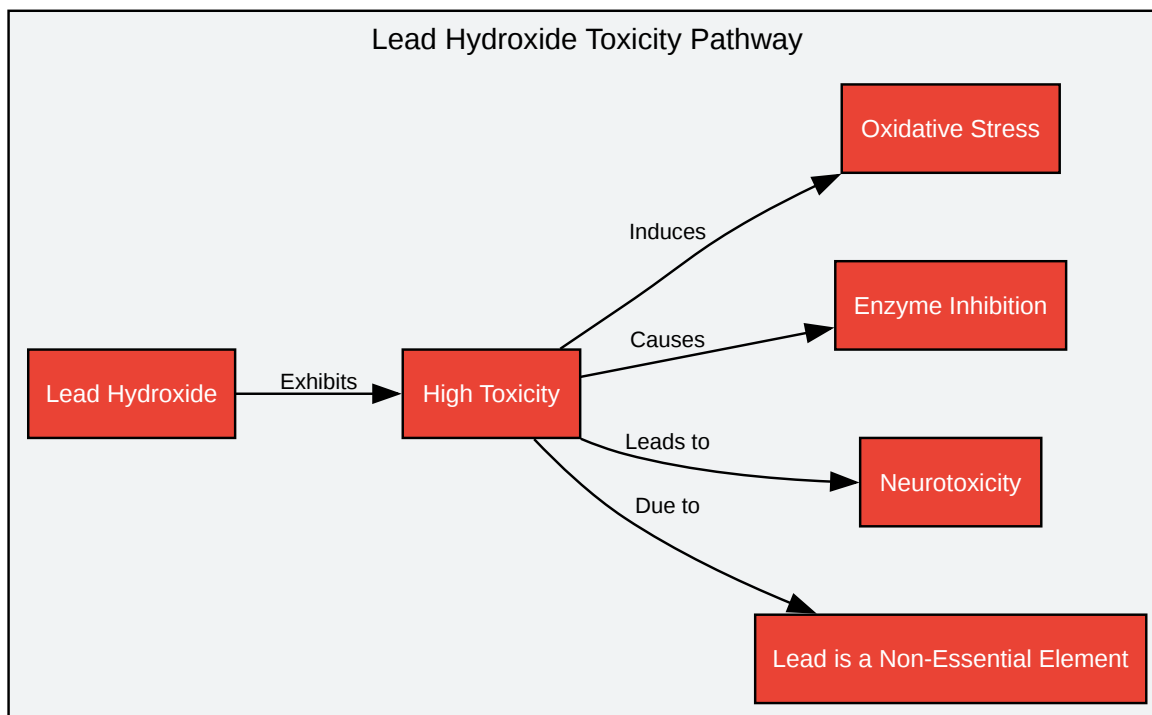 Lead Hydroxide Toxicity Pathway
Oxidative Stress
Induces
Enzyme Inhibition
Causes
Lead Hydroxide
Exhibits
High Toxicity
Leads to
Neurotoxicity
Due to
Lead is a Non-Essential Element